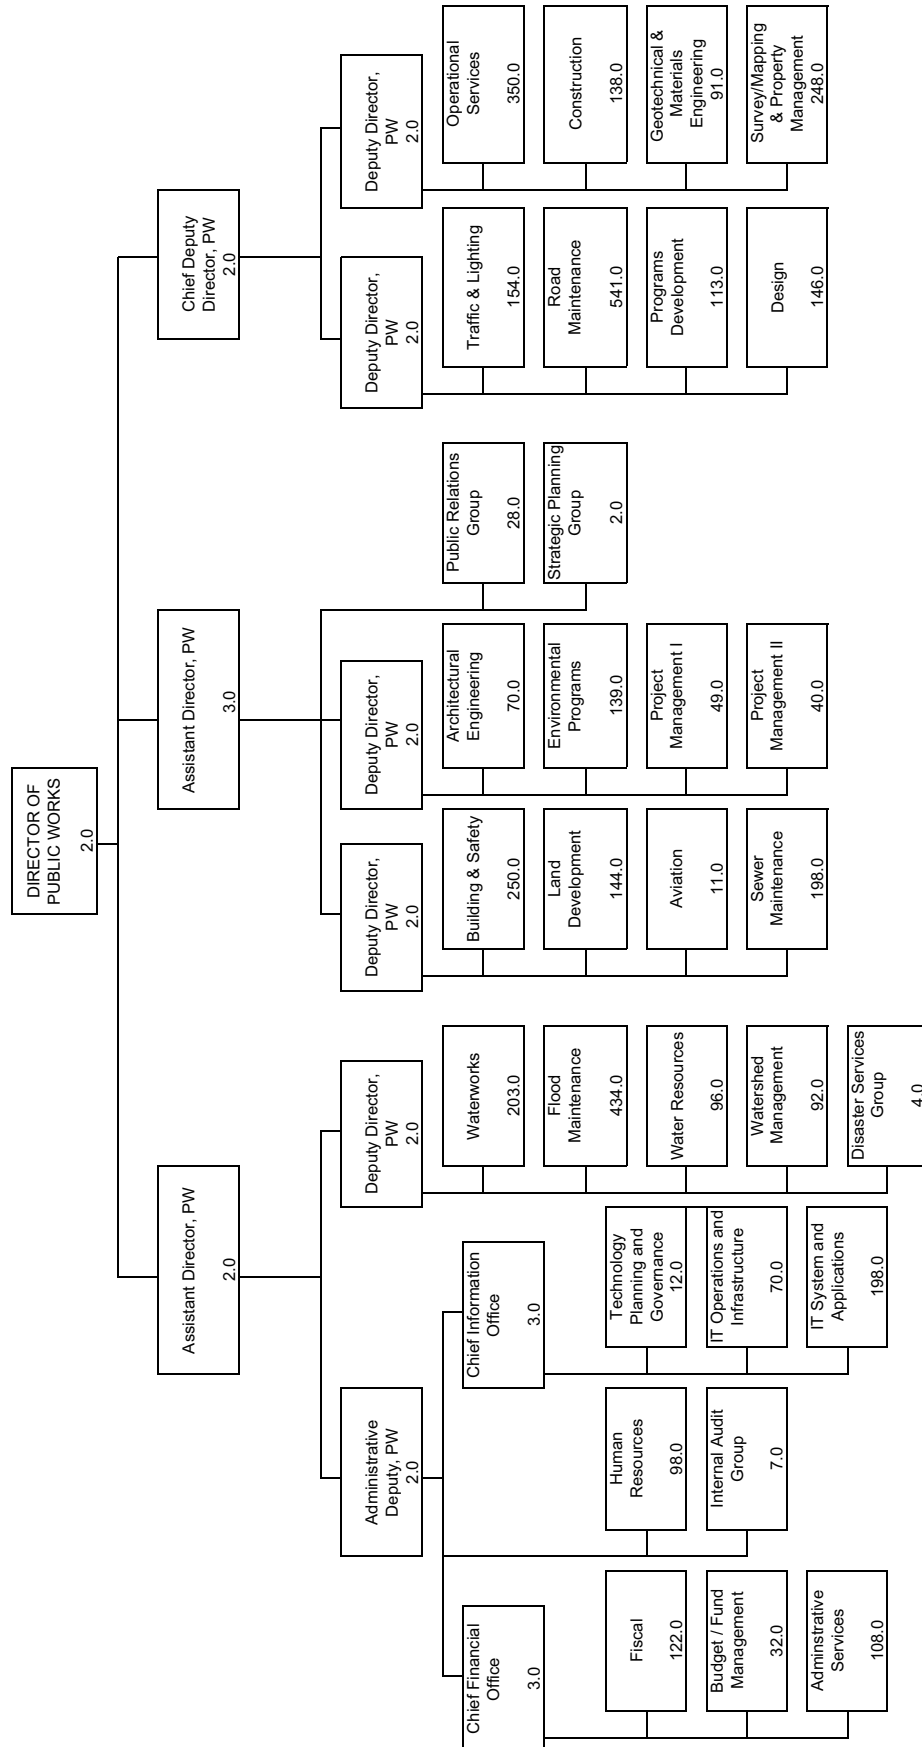 DIRECTOR OF
PUBLIC WORKS
2.0
Assistant Director, PW
2.0
Assistant Director, PW
3.0
Chief Deputy
Director, PW
2.0
Administrative
Deputy, PW
2.0
Deputy Director,
PW
2.0
Deputy Director,
PW
2.0
Deputy Director,
PW
2.0
Deputy Director,
PW
2.0
Deputy Director,
PW
2.0
Chief Financial
Office
3.0
Fiscal
122.0
Budget / Fund
Management
32.0
Adminstrative
Services
108.0
Human
Resources
98.0
Internal Audit
Group
7.0
Chief Information
Office
3.0
Technology
Planning and
Governance
12.0
IT Operations and
Infrastructure
70.0
IT System and
Applications
198.0
Waterworks
203.0
Flood
Maintenance
434.0
Water Resources
96.0
Watershed
Management
92.0
Disaster Services
Group
4.0
Building & Safety
250.0
Land
Development
144.0
Aviation
11.0
Sewer
Maintenance
198.0
Architectural
Engineering
70.0
Environmental
Programs
139.0
Project
Management I
49.0
Project
Management II
40.0
Public Relations
Group
28.0
Strategic Planning
Group
2.0
Traffic & Lighting
154.0
Road
Maintenance
541.0
Programs
Development
113.0
Design
146.0
Operational
Services
350.0
Construction
138.0
Geotechnical &
Materials
Engineering
91.0
Survey/Mapping
& Property
Management
248.0